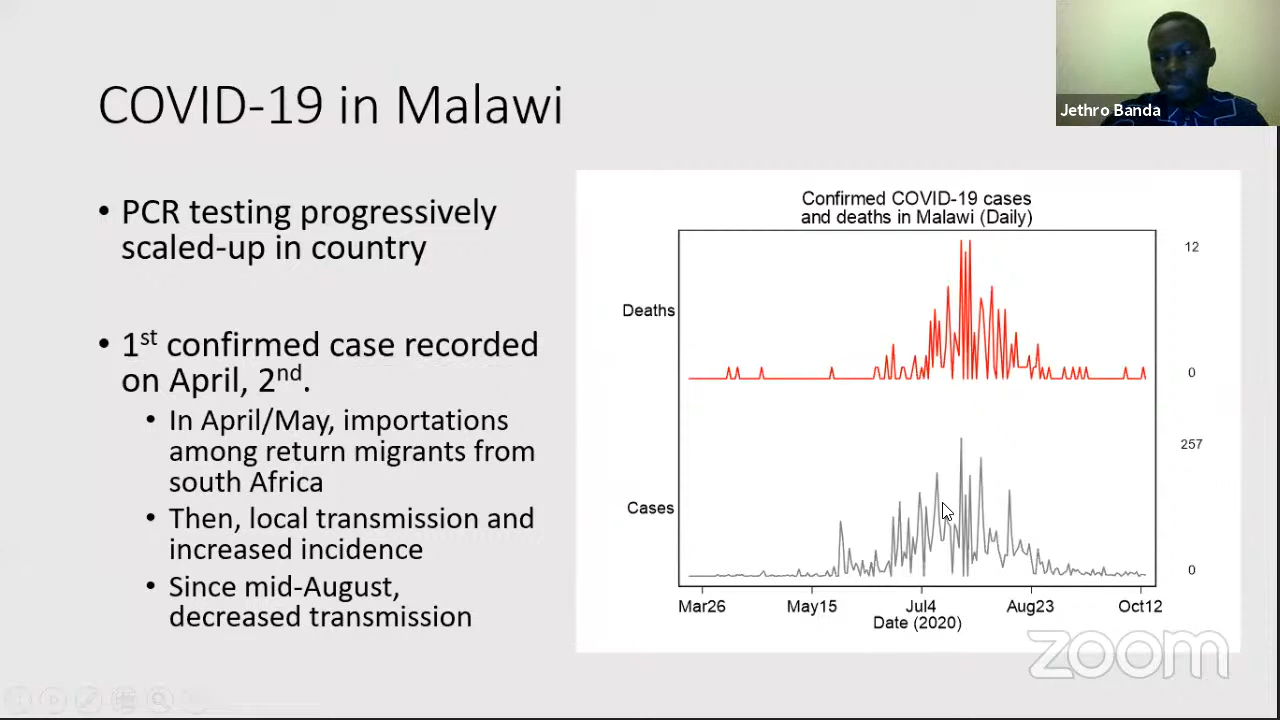 COVID-19 in Malawi
Jethro Banda
• PCR testing progressively
scaled-up in country
• 1st confirmed case recorded
on April, 2nd.
• In April/May, importations
among return migrants from
south Africa
• Then, local transmission and
increased incidence
• Since mid-August,
decreased transmission
Confirmed COVID-19 cases
and deaths in Malawi (Daily)
12
Deaths
0
257
Cases
0
Mar26 May15 Jul4 Aug23 Oct12
Date (2020)
zoom